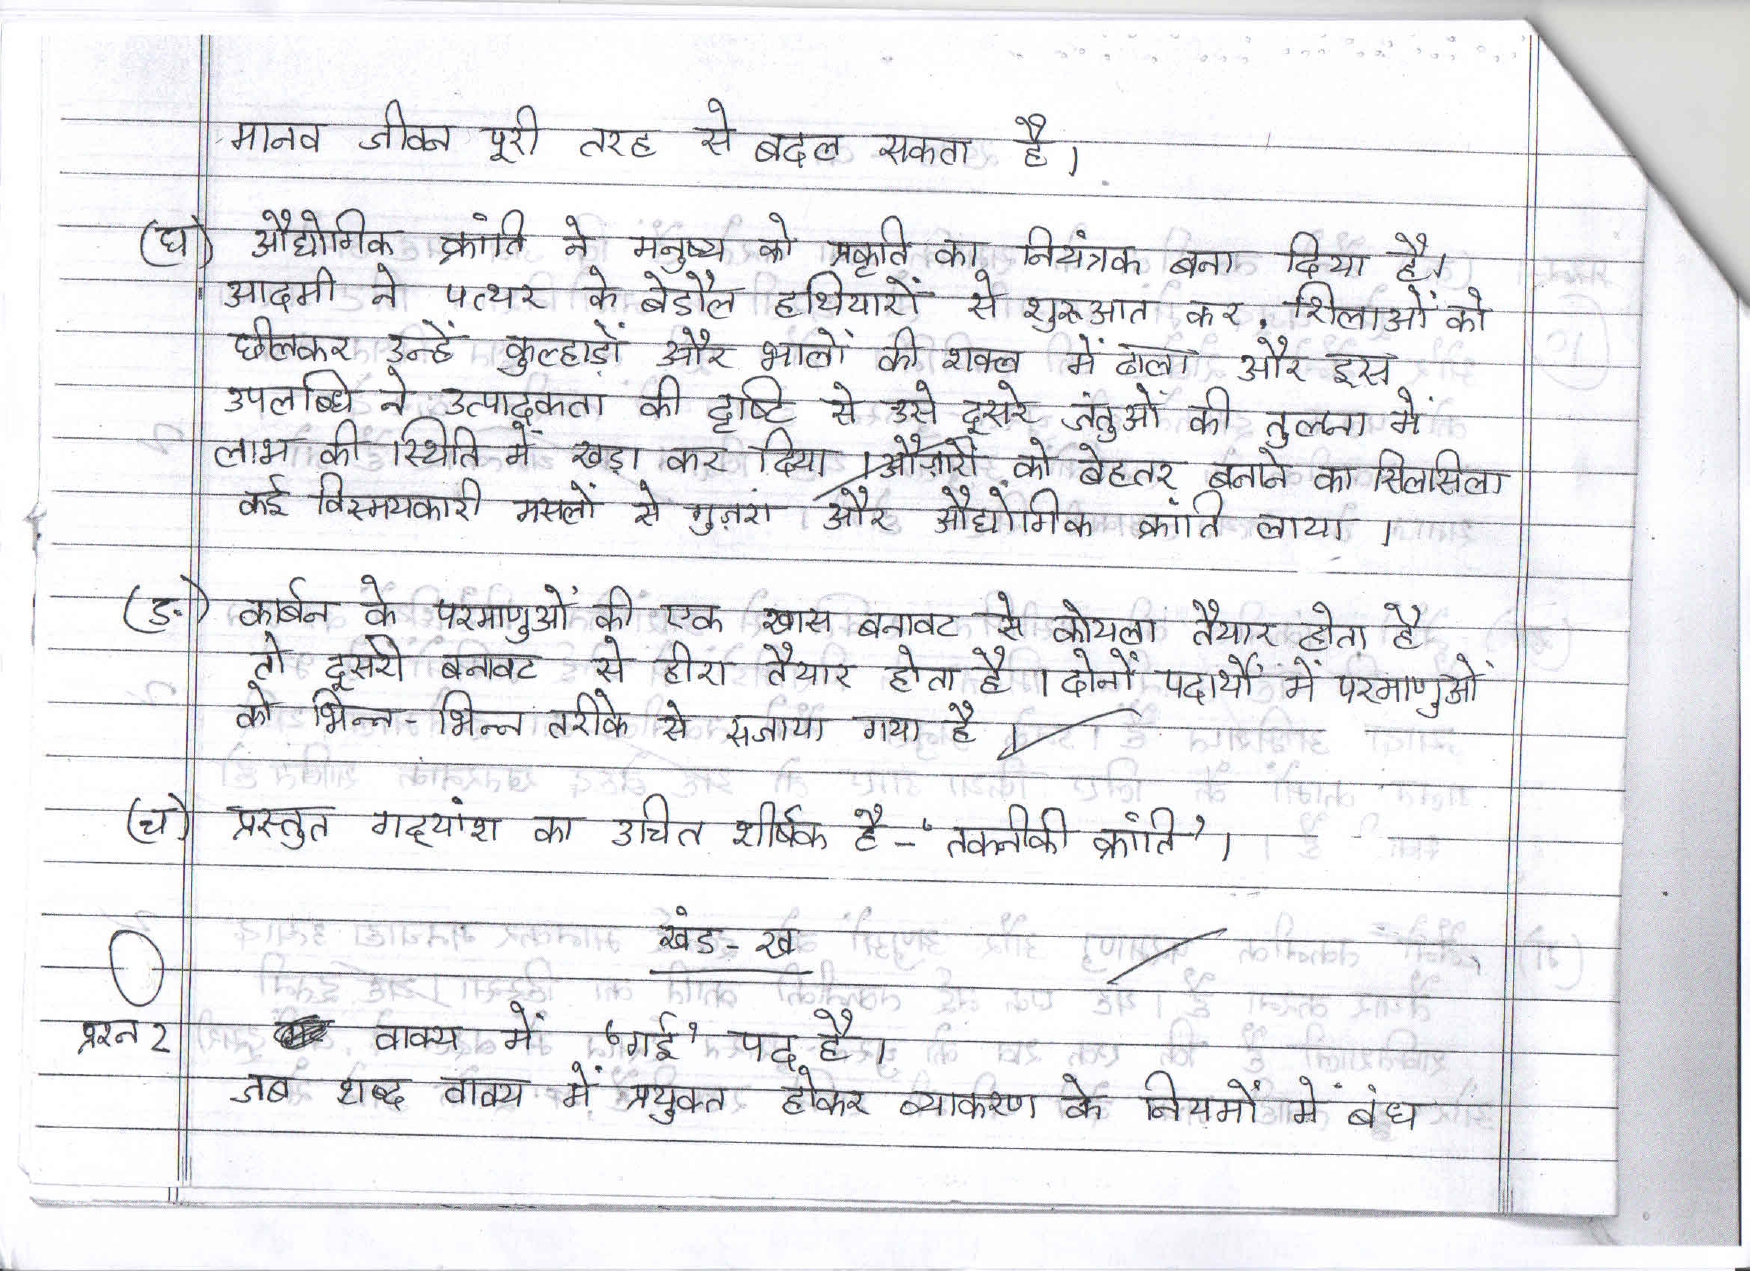 मानव जीवन पूरी तरह से बदल सकता है।
(घ) औद्योगिक क्रांति ने मनुष्य को प्रकृति का नियंत्रक बना दिया है।
आदमी ने पत्थर के बेडौल हथियारों से शुरूआत कर, शिलाओं को
छीलकर उन्हें कुल्हाड़ों और भालों की शक्ल में ढाला और इस
उपलब्धि ने उत्पादकता की दृष्टि से उसे दूसरे जंतुओं की तुलना में
लाभ की स्थिति में खड़ा कर दिया। औज़ारों को बेहतर बनाने का सिलसिला
कई विस्मयकारी मसलों से गुज़रा और औद्योगिक क्रांति लाया।
(ङ) कार्बन के परमाणुओं की एक खास बनावट से कोयला तैयार होता है
तो दूसरी बनावट से हीरा तैयार होता है। दोनों पदार्थों में परमाणुओं
को भिन्न-भिन्न तरीके से सजाया गया है।
(च) प्रस्तुत गद्यांश का उचित शीर्षक है - 'तकनीकी क्रांति'।
खंड - ख
प्रश्न 2 वाक्य में 'गई' पद है।
जब शब्द वाक्य में प्रयुक्त होकर व्याकरण के नियमों में बंध